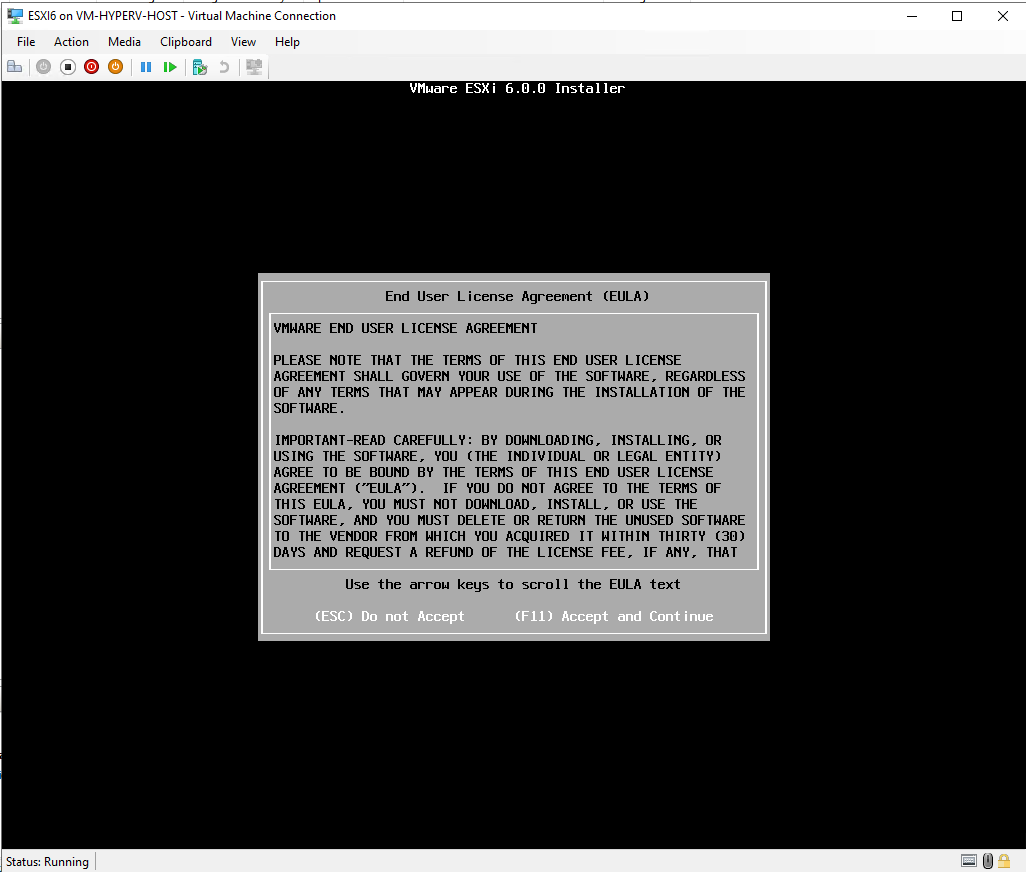 ESXI6 on VM-HYPERV-HOST - Virtual Machine Connection
File Action Media Clipboard View Help
VMware ESXi 6.0.0 Installer
End User License Agreement (EULA)
VMWARE END USER LICENSE AGREEMENT
PLEASE NOTE THAT THE TERMS OF THIS END USER LICENSE
AGREEMENT SHALL GOVERN YOUR USE OF THE SOFTWARE, REGARDLESS
OF ANY TERMS THAT MAY APPEAR DURING THE INSTALLATION OF THE
SOFTWARE.
IMPORTANT-READ CAREFULLY: BY DOWNLOADING, INSTALLING, OR
USING THE SOFTWARE, YOU (THE INDIVIDUAL OR LEGAL ENTITY)
AGREE TO BE BOUND BY THE TERMS OF THIS END USER LICENSE
AGREEMENT ("EULA"). IF YOU DO NOT AGREE TO THE TERMS OF
THIS EULA, YOU MUST NOT DOWNLOAD, INSTALL, OR USE THE
SOFTWARE, AND YOU MUST DELETE OR RETURN THE UNUSED SOFTWARE
TO THE VENDOR FROM WHICH YOU ACQUIRED IT WITHIN THIRTY (30)
DAYS AND REQUEST A REFUND OF THE LICENSE FEE, IF ANY, THAT
Use the arrow keys to scroll the EULA text
(ESC) Do not Accept (F11) Accept and Continue
Status: Running